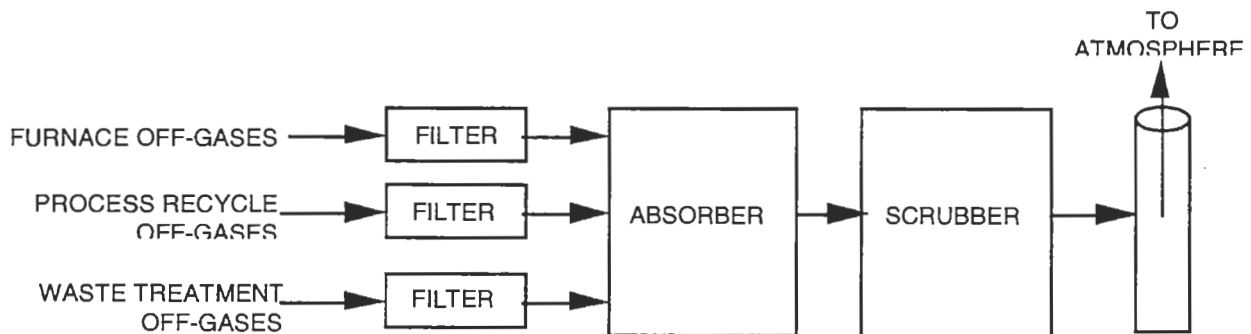 TO
ATMOSPHERE
FURNACE OFF-GASES
FILTER
PROCESS RECYCLE
OFF-GASES
FILTER
ABSORBER
SCRUBBER
WASTE TREATMENT
OFF-GASES
FILTER